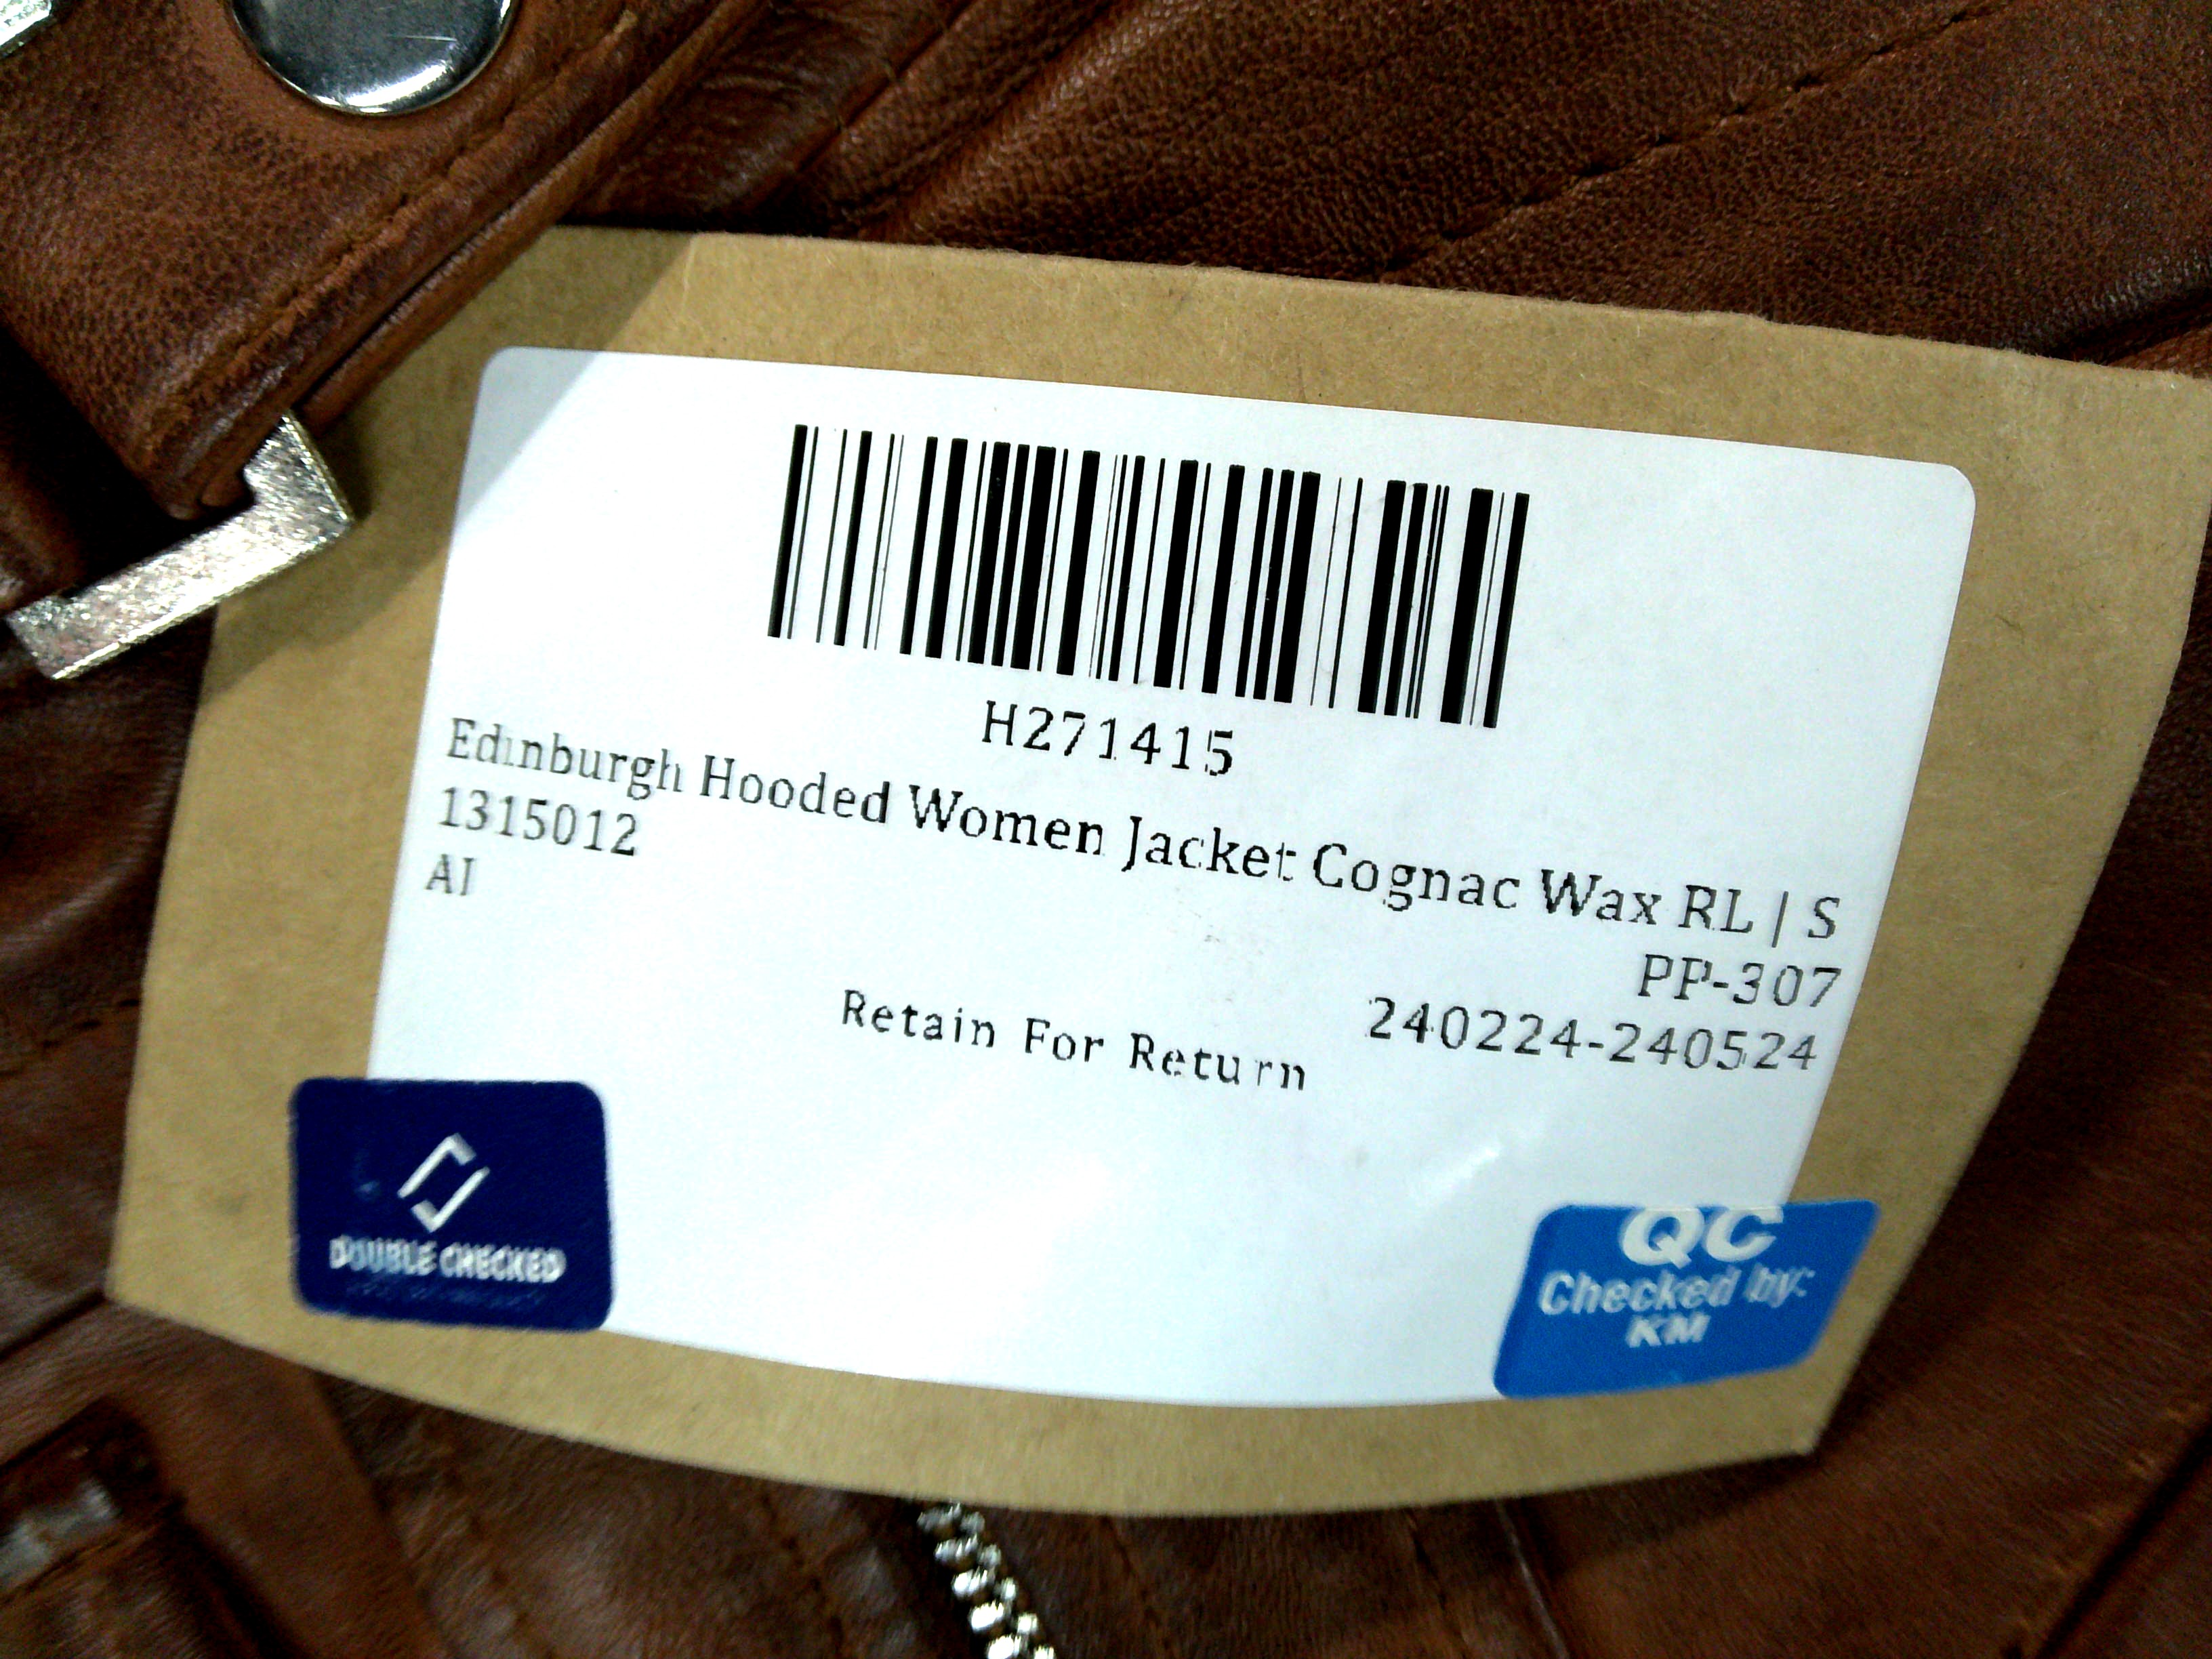 H271415
Edinburgh Hooded Women Jacket Cognac Wax RL | S
1315012
PP-307
AI
240224-240524
Retain For Return
DOUBLE CHECKED
QC
Checked by:
KM